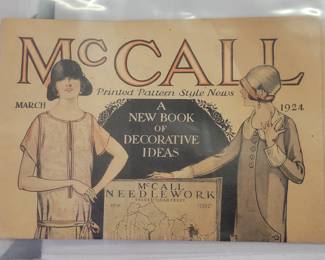 McCALL
Printed Pattern Style News
MARCH
1924
A
NEW BOOK
OF
DECORATIVE
IDEAS
McCALL
NEEDLEWORK